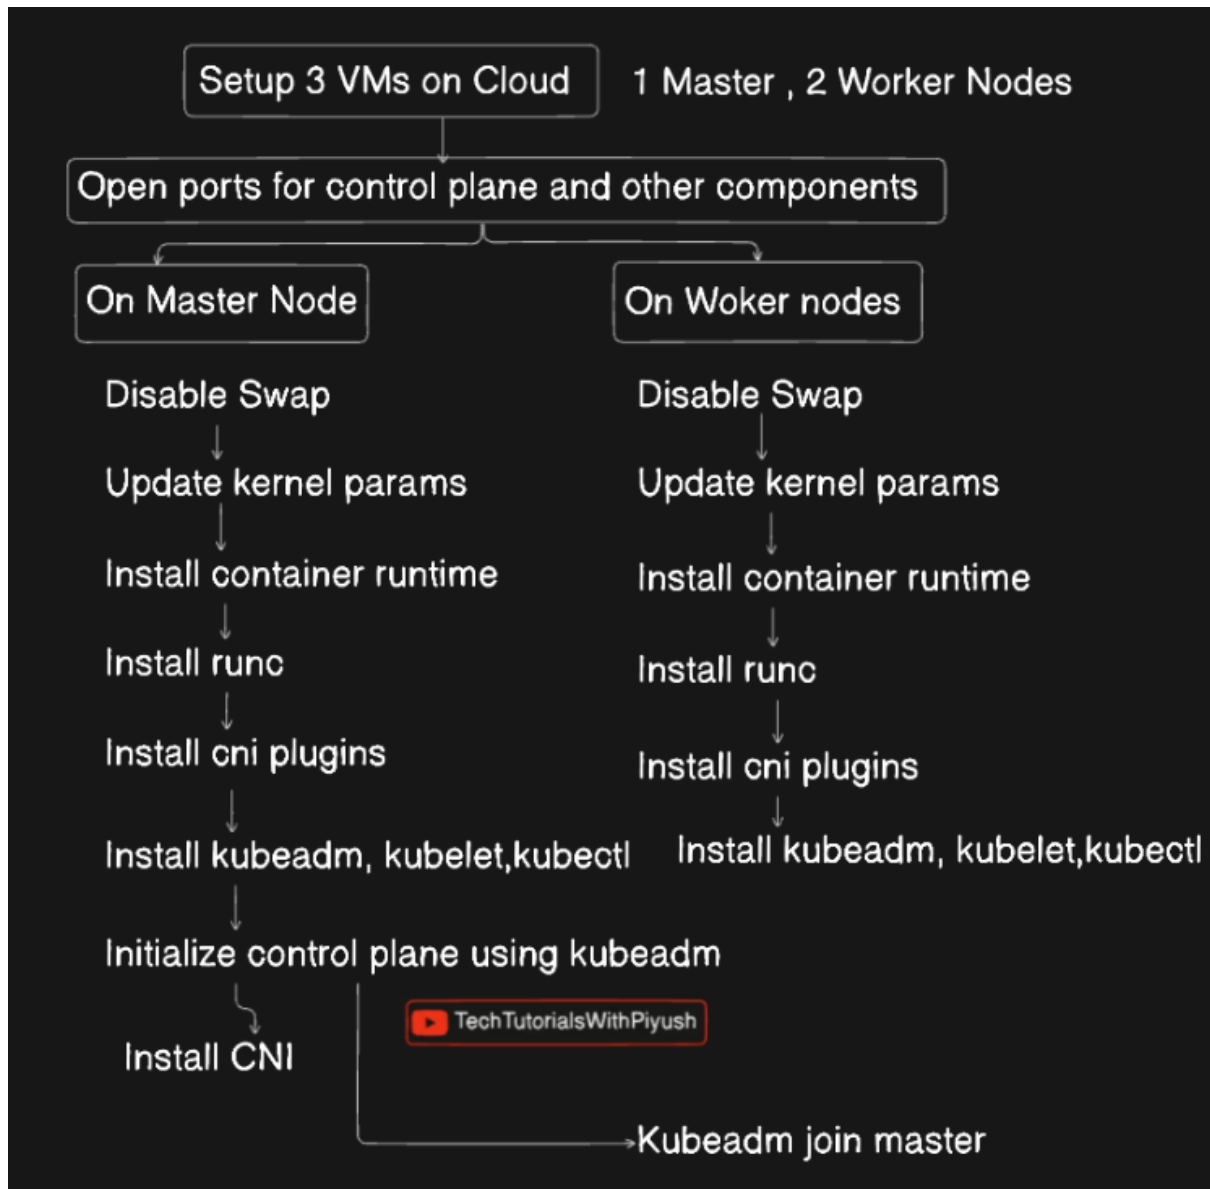 Setup 3 VMs on Cloud
1 Master , 2 Worker Nodes
Open ports for control plane and other components
On Master Node
Disable Swap
Update kernel params
Install container runtime
Install runc
Install cni plugins
Install kubeadm, kubelet,kubectl
Initialize control plane using kubeadm
Install CNI
On Woker nodes
Disable Swap
Update kernel params
Install container runtime
Install runc
Install cni plugins
Install kubeadm, kubelet,kubectl
Kubeadm join master
TechTutorialsWithPiyush